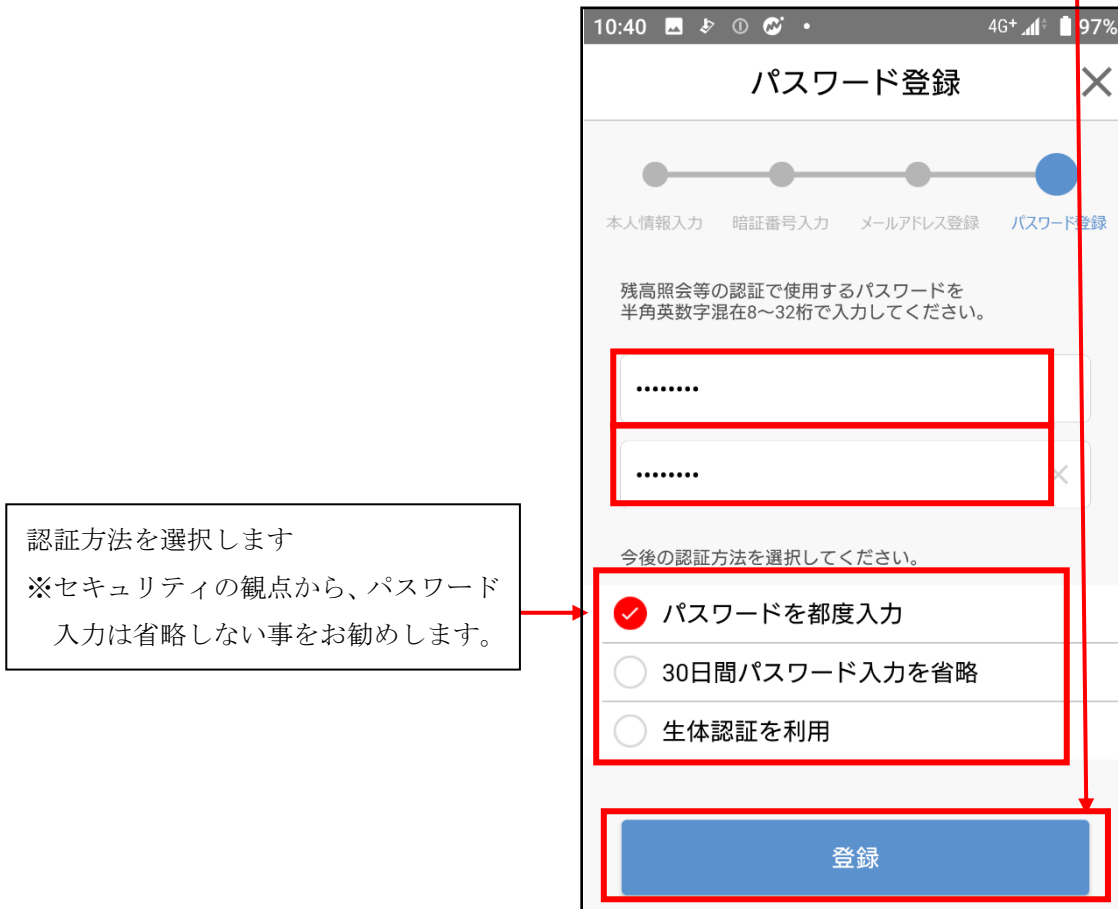 10:40
4G+
97%
パスワード登録
本人情報入力
暗証番号入力
メールアドレス登録
パスワード登録
残高照会等の認証で使用するパスワードを
半角英数字混在8～32桁で入力してください。
••••••••
••••••••
認証方法を選択します
※セキュリティの観点から、パスワード
入力は省略しない事をお勧めします。
今後の認証方法を選択してください。
パスワードを都度入力
30日間パスワード入力を省略
生体認証を利用
登録